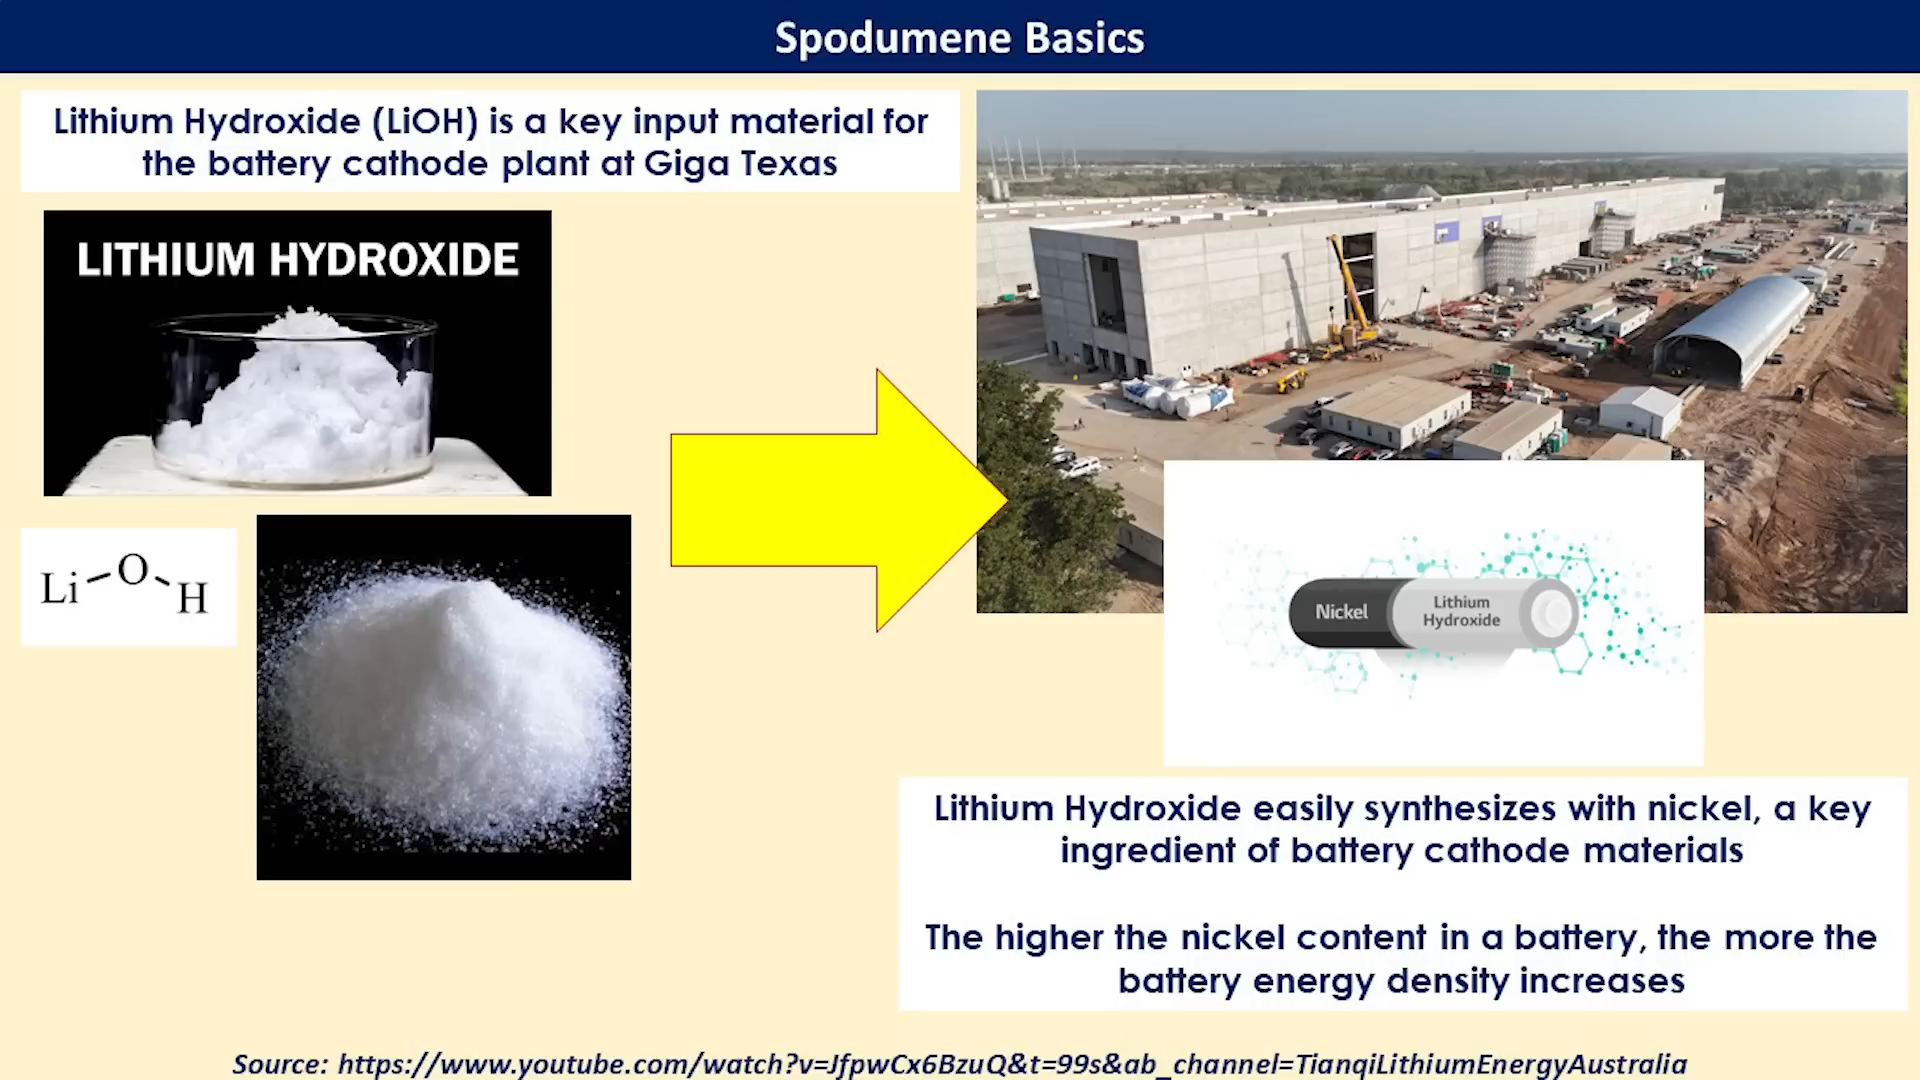 Spodumene Basics
Lithium Hydroxide (LiOH) is a key input material for
the battery cathode plant at Giga Texas
LITHIUM HYDROXIDE
Li
O
H
Nickel
Lithium
Hydroxide
Lithium Hydroxide easily synthesizes with nickel, a key
ingredient of battery cathode materials
The higher the nickel content in a battery, the more the
battery energy density increases
Source: https://www.youtube.com/watch?v=JfpwCx6BzuQ&t=99s&ab_channel=TianqiLithiumEnergyAustralia